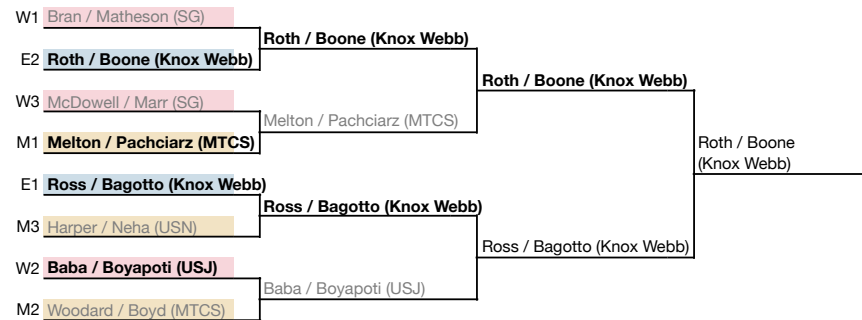 W1 Bran / Matheson (SG)
Roth / Boone (Knox Webb)
E2 Roth / Boone (Knox Webb)
Roth / Boone (Knox Webb)
W3 McDowell / Marr (SG)
Melton / Pachciarz (MTCS)
M1 Melton / Pachciarz (MTCS)
Roth / Boone
(Knox Webb)
E1 Ross / Bagotto (Knox Webb)
Ross / Bagotto (Knox Webb)
M3 Harper / Neha (USN)
Ross / Bagotto (Knox Webb)
W2 Baba / Boyapoti (USJ)
Baba / Boyapoti (USJ)
M2 Woodard / Boyd (MTCS)